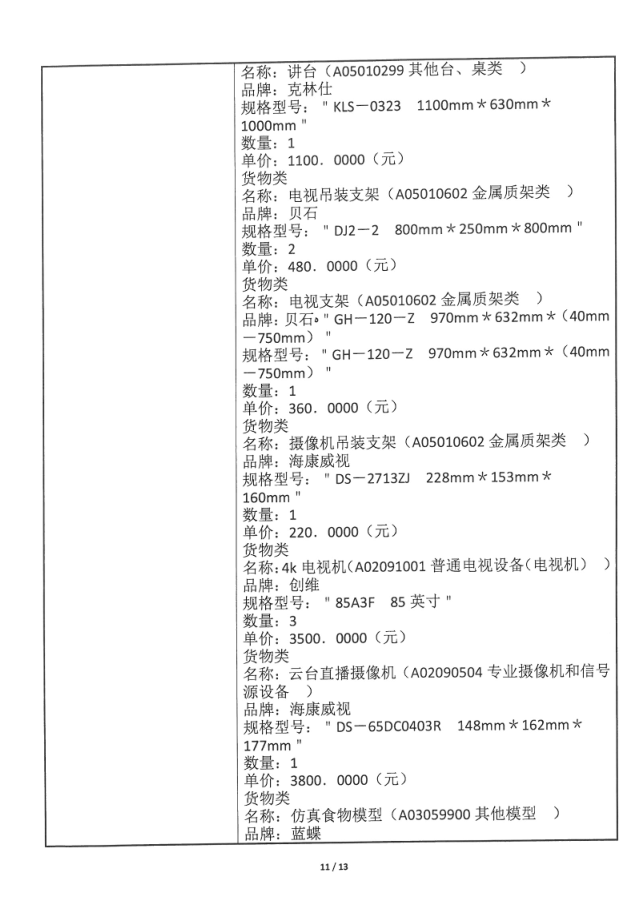 名称：讲台（A05010299 其他台、桌类　）
品牌：克林仕
规格型号："KLS－0323　1100mm＊630mm＊
1000mm"
数量：1
单价：1100．0000（元）
货物类
名称：电视吊装支架（A05010602 金属质架类　）
品牌：贝石
规格型号："DJ2－2　800mm＊250mm＊800mm"
数量：2
单价：480．0000（元）
货物类
名称：电视支架（A05010602 金属质架类　）
品牌：贝石。"GH－120－Z　970mm＊632mm＊（40mm
－750mm）"
规格型号："GH－120－Z　970mm＊632mm＊（40mm
－750mm）"
数量：1
单价：360．0000（元）
货物类
名称：摄像机吊装支架（A05010602 金属质架类　）
品牌：海康威视
规格型号："DS－2713ZJ　228mm＊153mm＊
160mm"
数量：1
单价：220．0000（元）
货物类
名称：4k 电视机（A02091001 普通电视设备（电视机）　）
品牌：创维
规格型号："85A3F　85 英寸"
数量：3
单价：3500．0000（元）
货物类
名称：云台直播摄像机（A02090504 专业摄像机和信号
源设备　）
品牌：海康威视
规格型号："DS－65DC0403R　148mm＊162mm＊
177mm"
数量：1
单价：3800．0000（元）
货物类
名称：仿真食物模型（A03059900 其他模型　）
品牌：蓝蝶
11 / 13